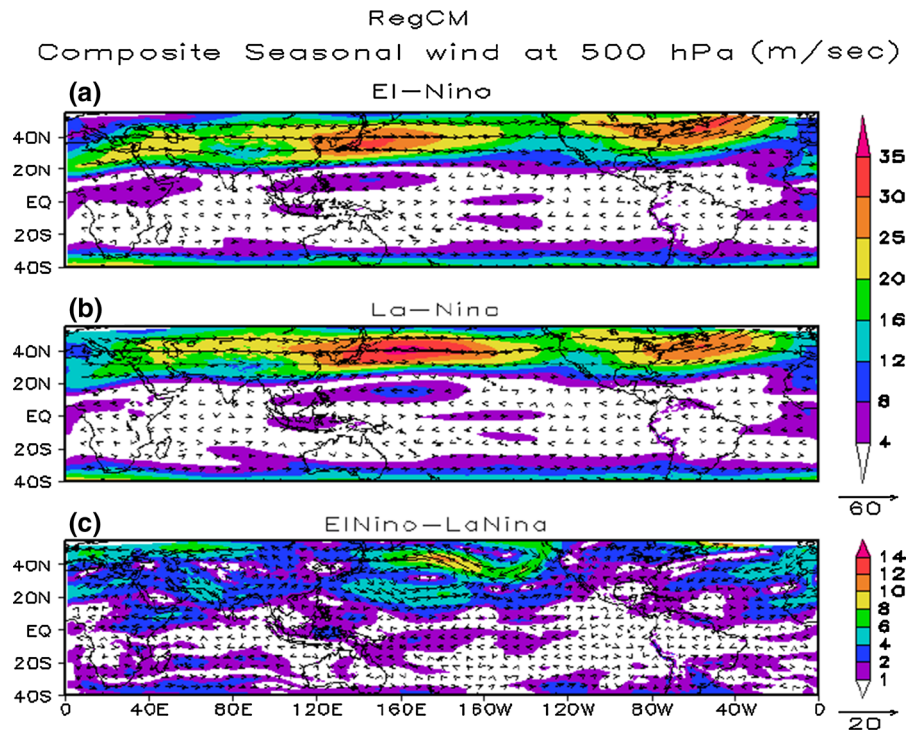 RegCM
Composite Seasonal wind at 500 hPa (m/sec)
(a)
El-Nino
40N
20N
EQ
20S
40S
35
30
25
20
16
12
8
4
60
(b)
La-Nina
40N
20N
EQ
20S
40S
(c)
ElNino-LaNina
40N
20N
EQ
20S
40S
0 40E 80E 120E 160E 160W 120W 80W 40W 0
14
12
10
8
6
4
2
1
20